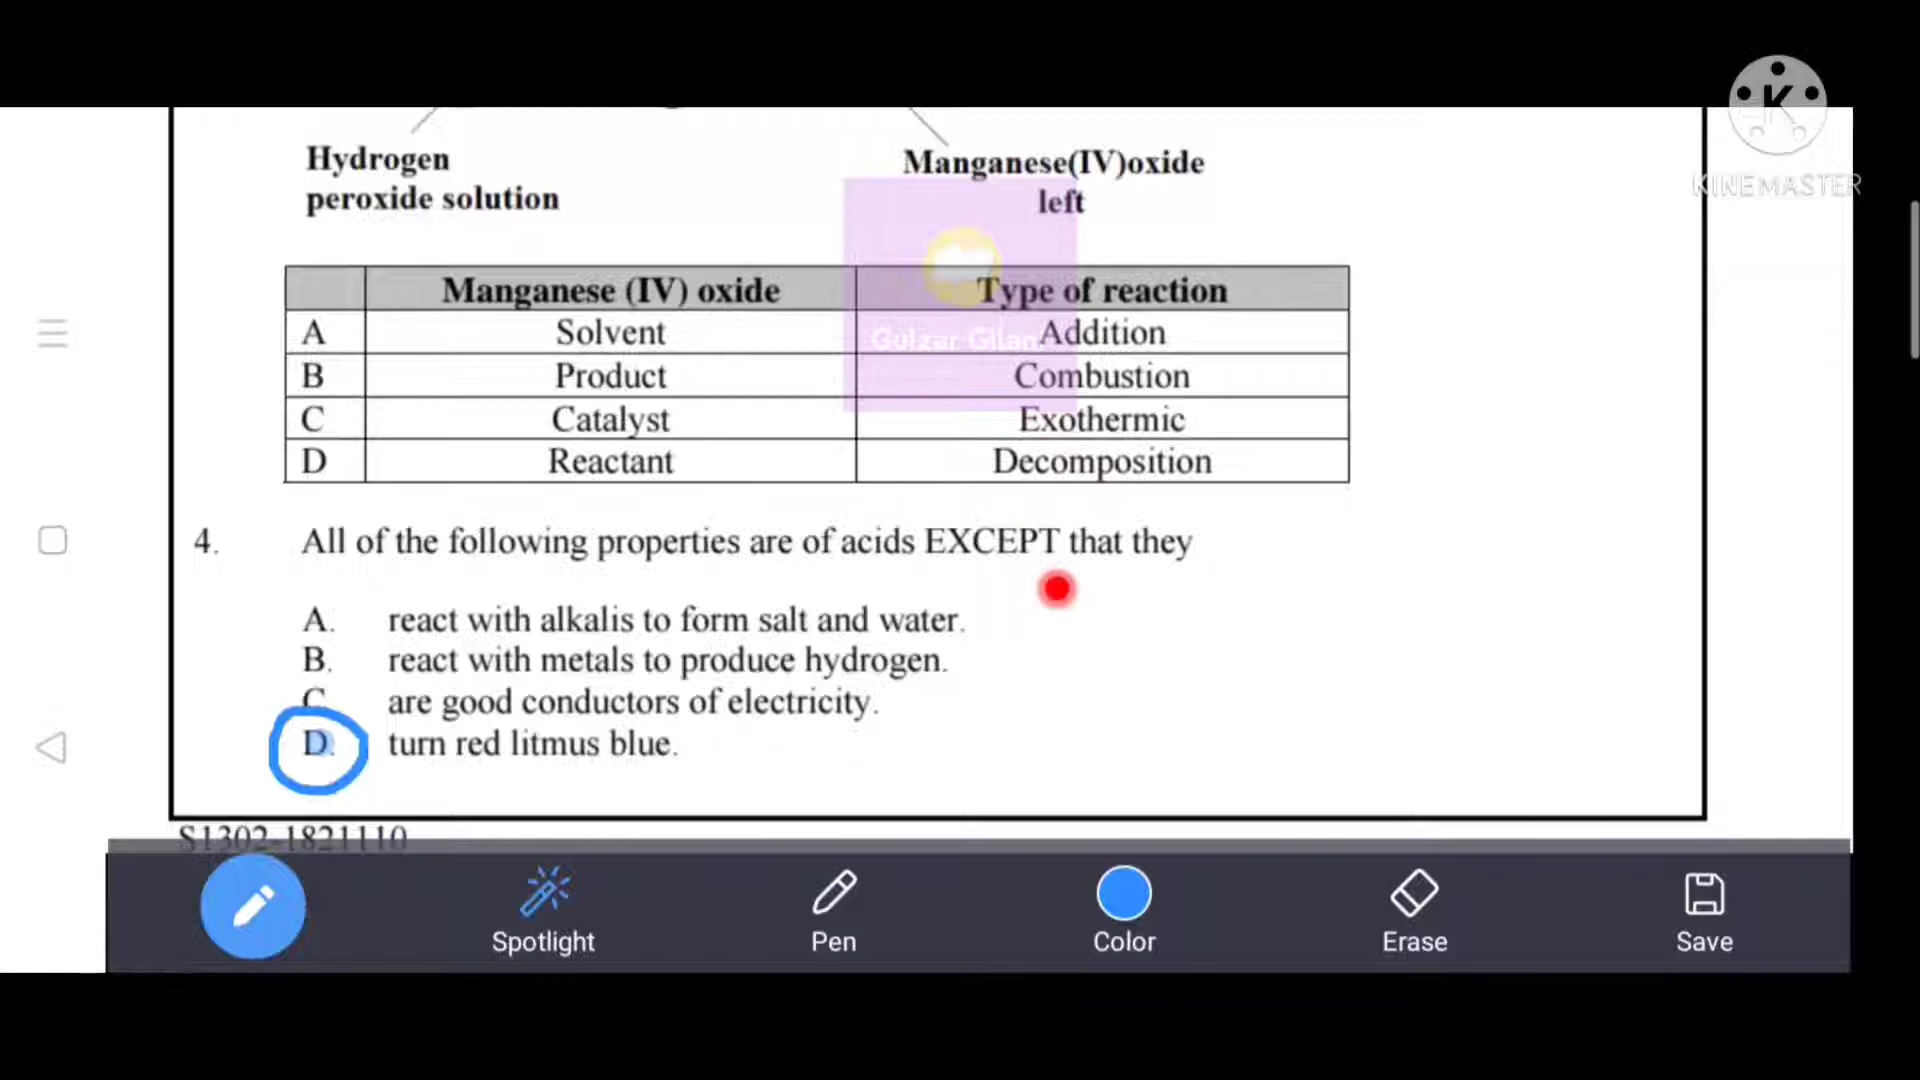 KINEMASTER
Hydrogen
peroxide solution
Manganese(IV)oxide
left
Manganese (IV) oxide Type of reaction
A Solvent Addition
B Product Combustion
C Catalyst Exothermic
D Reactant Decomposition
Gulzar Gilani
4. All of the following properties are of acids EXCEPT that they
A. react with alkalis to form salt and water.
B. react with metals to produce hydrogen.
C. are good conductors of electricity.
D. turn red litmus blue.
S1302-1821110
Spotlight
Pen
Color
Erase
Save